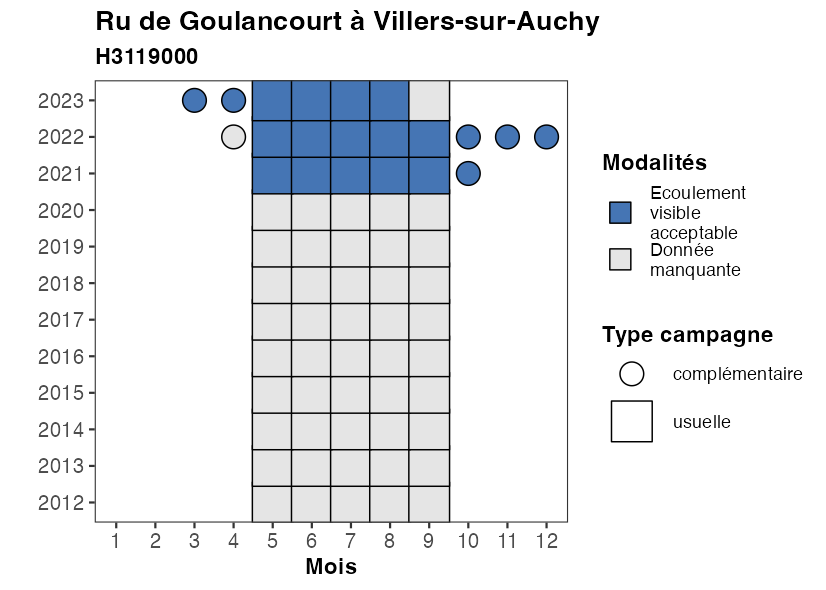 Ru de Goulancourt à Villers-sur-Auchy
H3119000
2023
2022
2021
2020
2019
2018
2017
2016
2015
2014
2013
2012
1 2 3 4 5 6 7 8 9 10 11 12
Mois
Modalités
Ecoulement
visible
acceptable
Donnée
manquante
Type campagne
complémentaire
usuelle